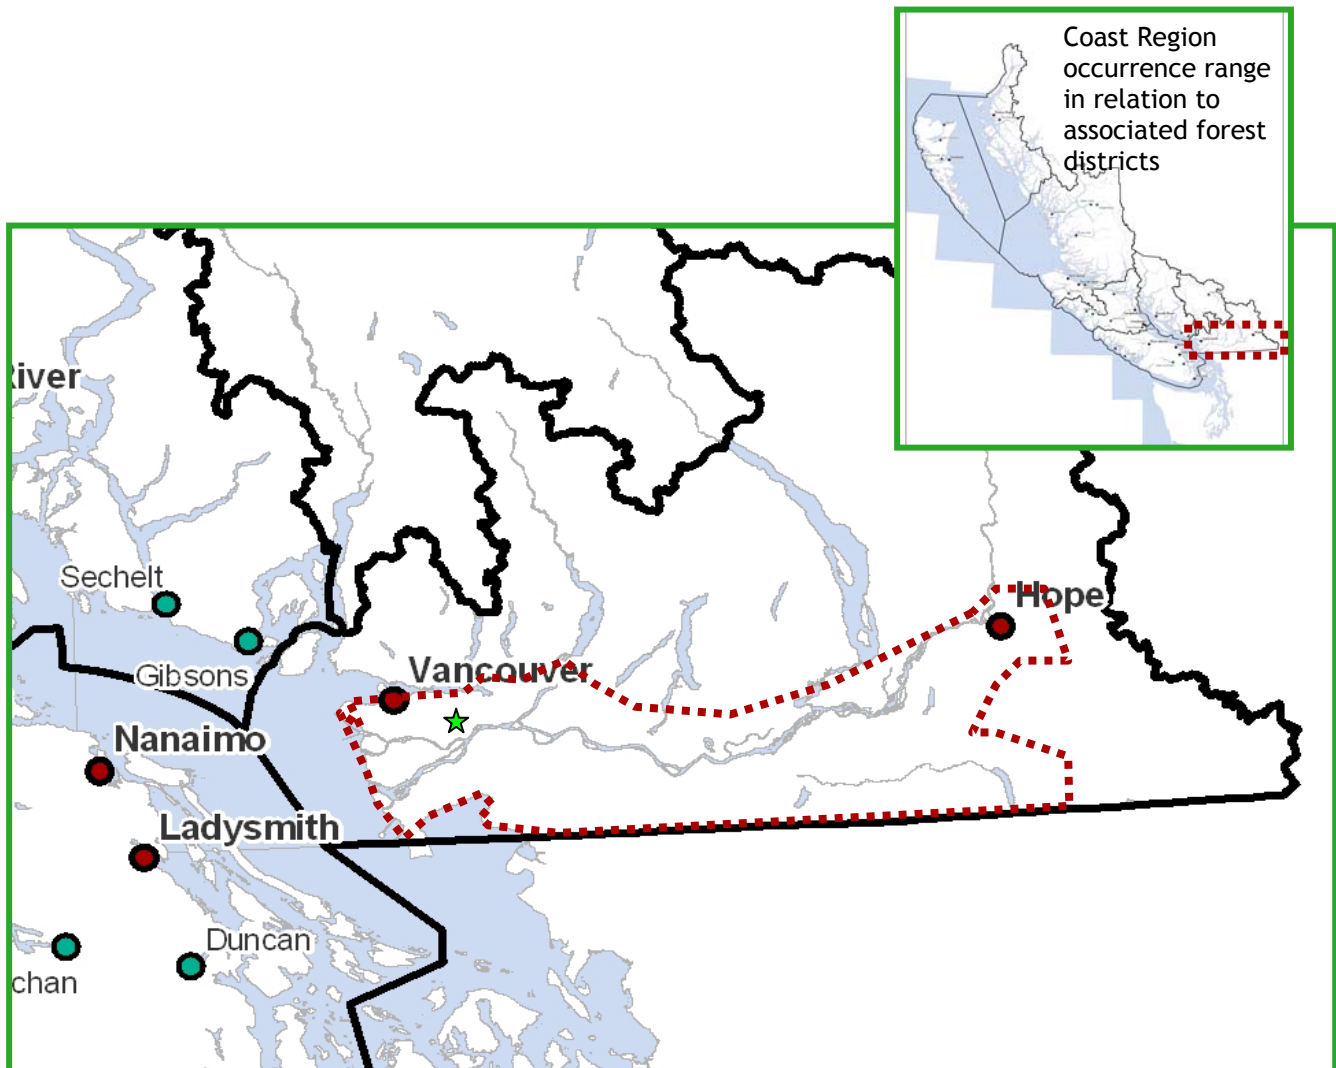 Coast Region
occurrence range
in relation to
associated forest
districts
River
Hope
Sechelt
Vancouver
Gibsons
Nanaimo
Ladysmith
Duncan
chan